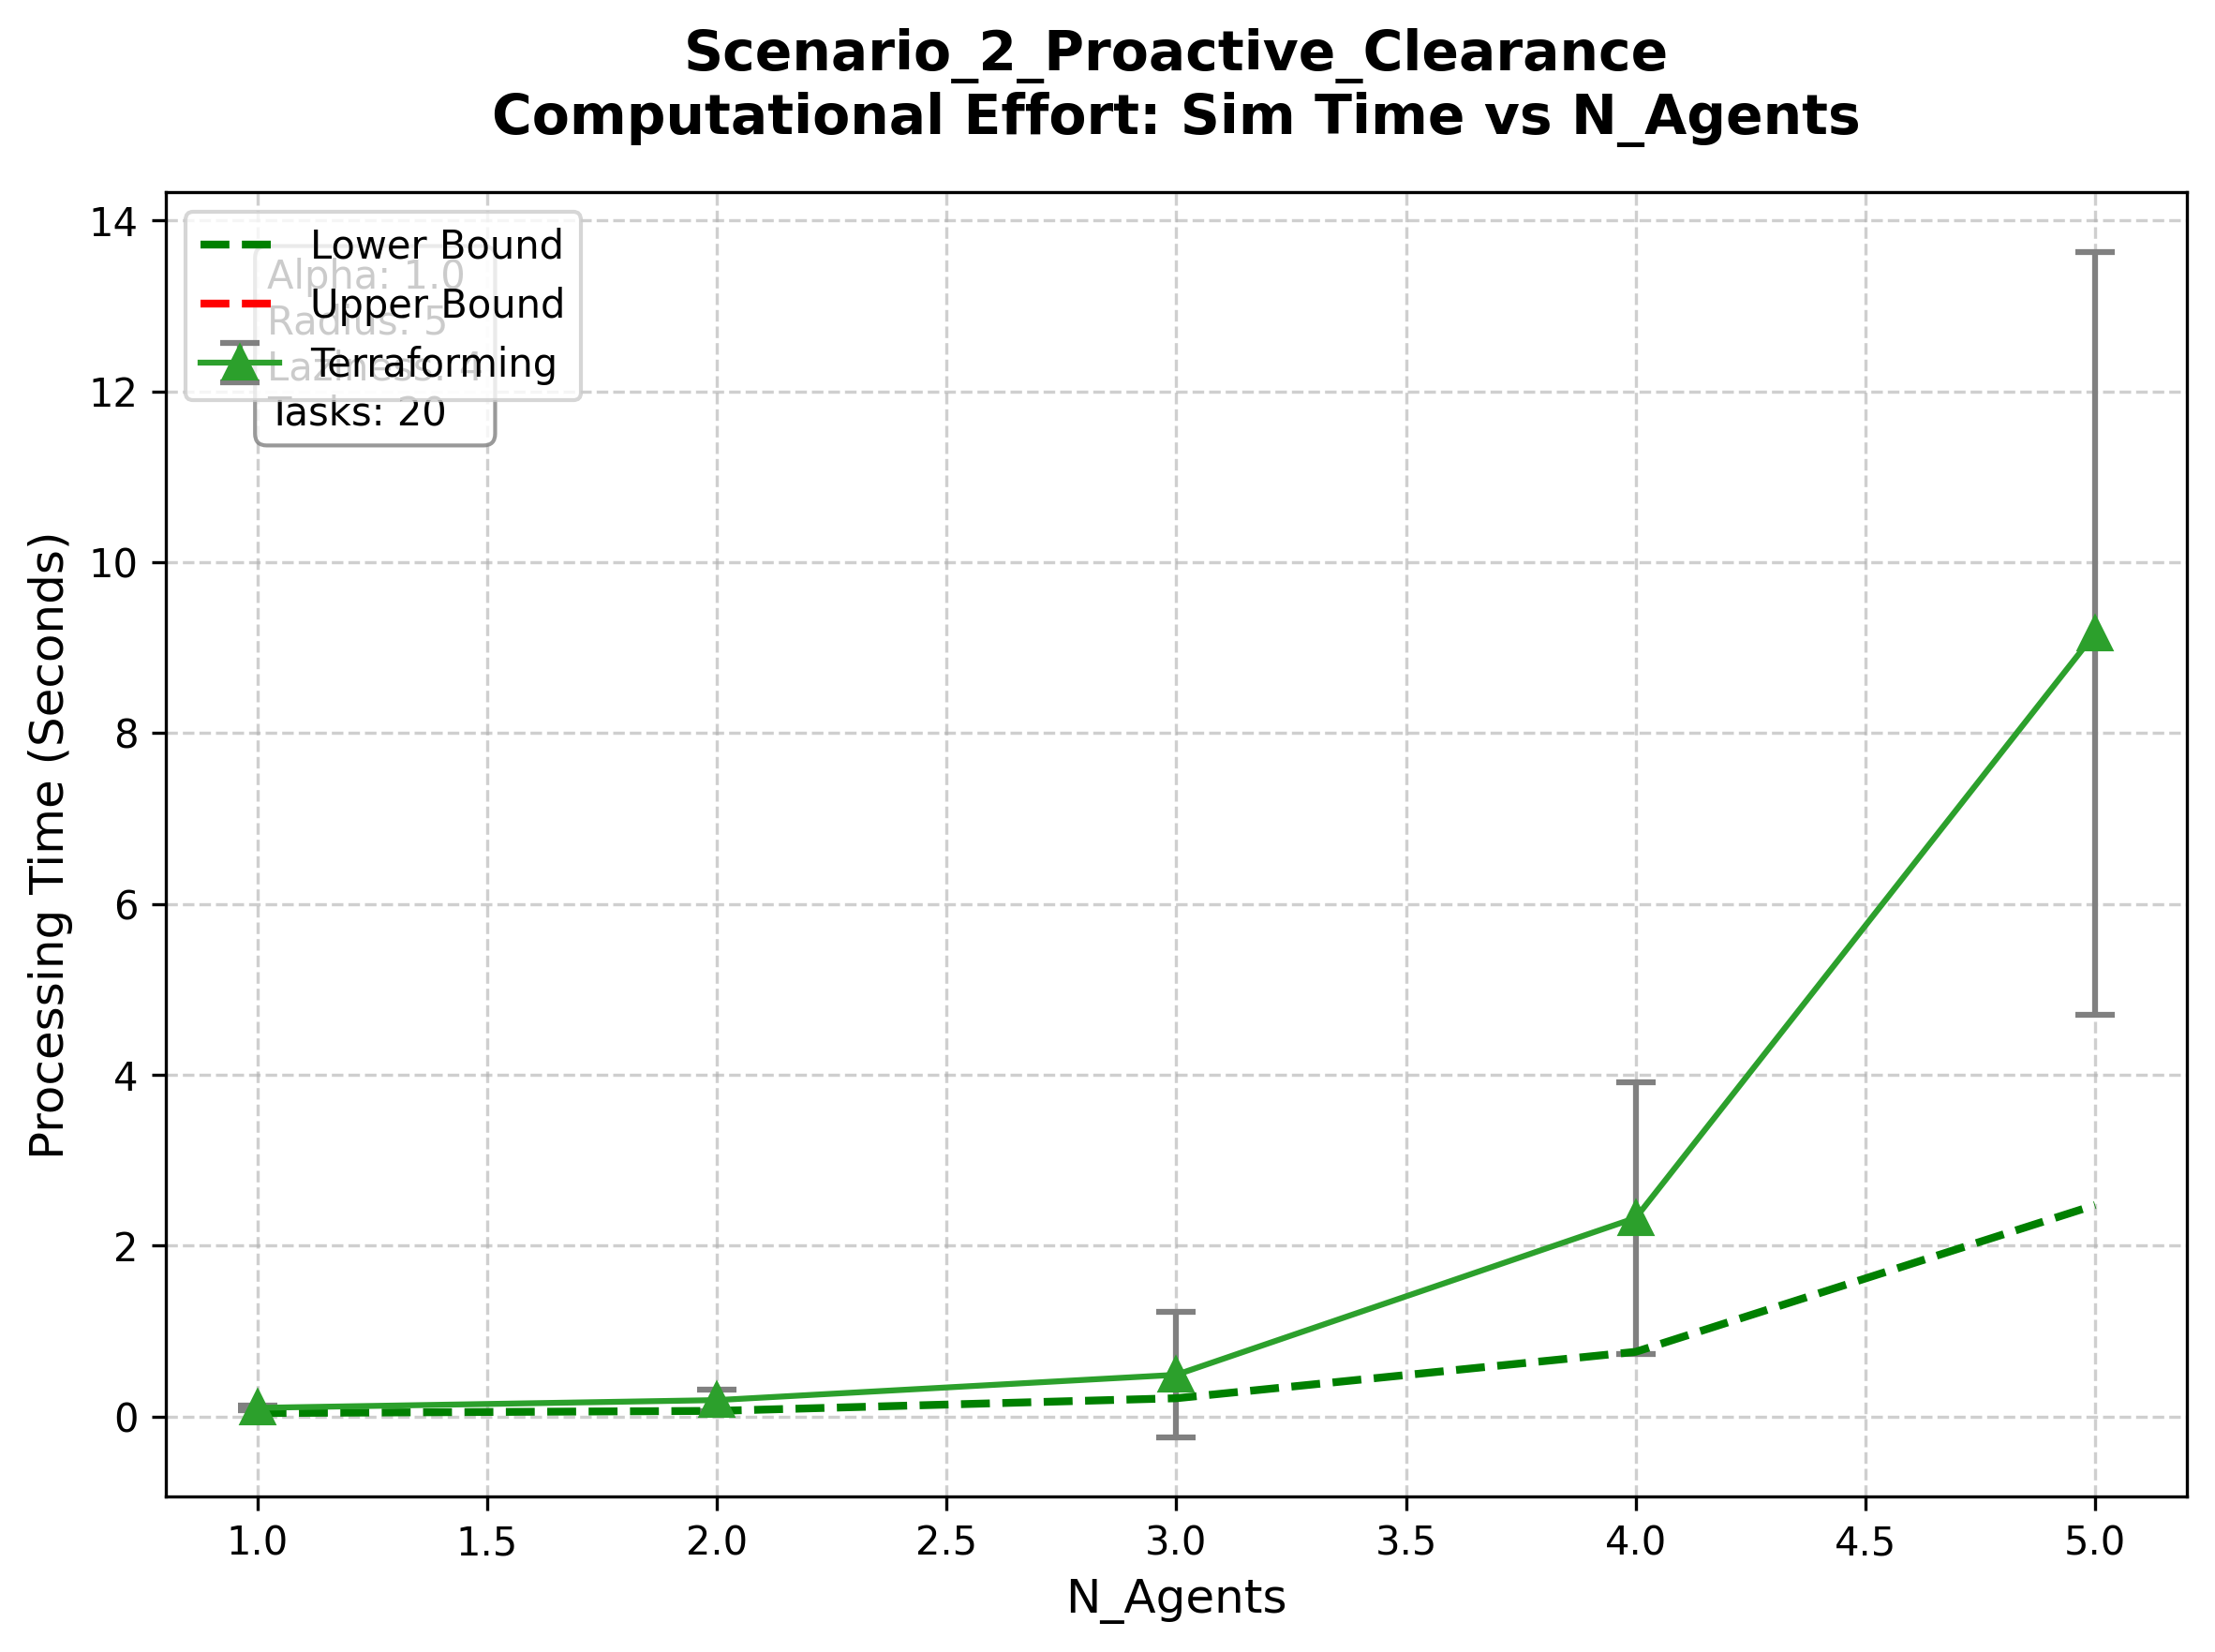 Scenario_2_Proactive_Clearance
Computational Effort: Sim Time vs N_Agents
14
12
10
8
6
4
2
0
Processing Time (Seconds)
Lower Bound
Upper Bound
Terraforming
Alpha: 1.0
Radius: 5
Laziness: 4
Tasks: 20
1.0
1.5
2.0
2.5
3.0
3.5
4.0
4.5
5.0
N_Agents